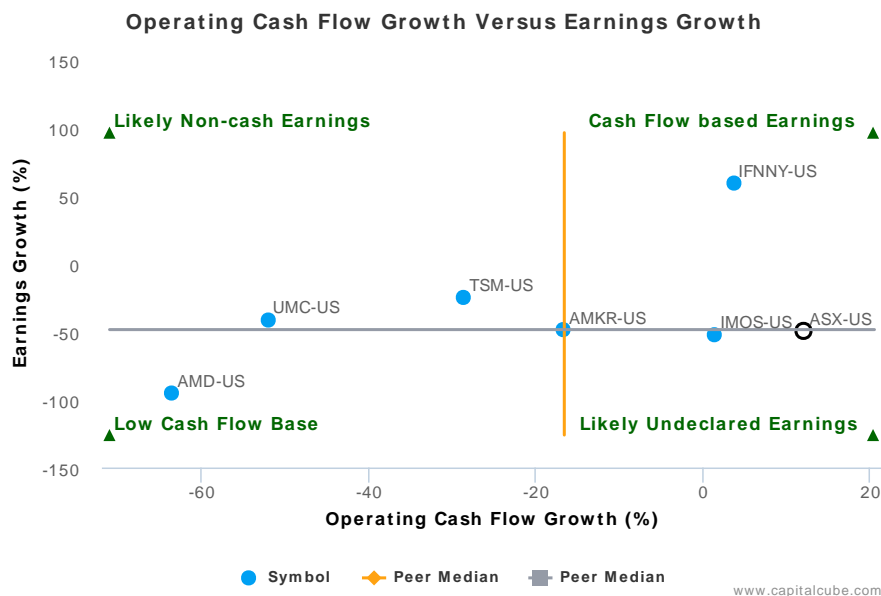 Operating Cash Flow Growth Versus Earnings Growth
150
100
50
0
-50
-100
-150
Earnings Growth (%)
Likely Non-cash Earnings
Cash Flow based Earnings
IFNNY-US
TSM-US
UMC-US
AMKR-US
IMOS-US
ASX-US
AMD-US
Low Cash Flow Base
Likely Undeclared Earnings
-60
-40
-20
0
20
Operating Cash Flow Growth (%)
Symbol
Peer Median
Peer Median
www.capitalcube.com